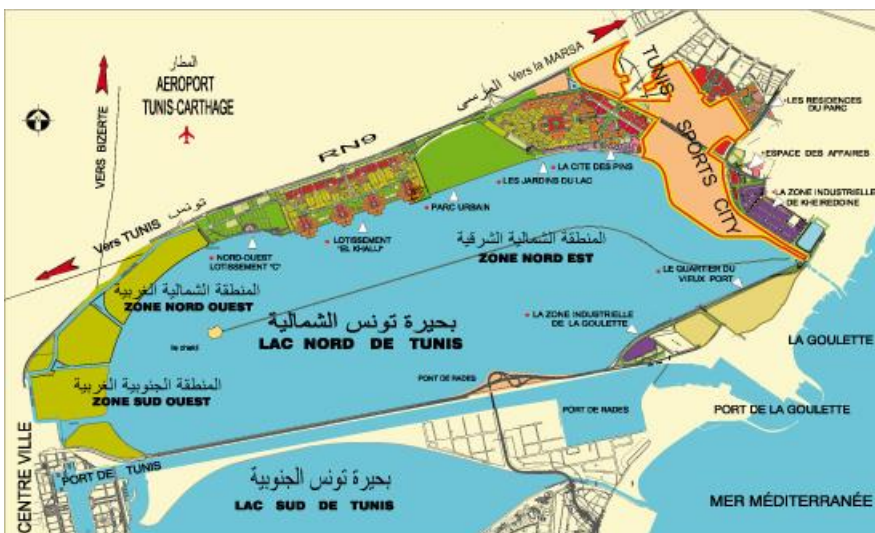 المطار
AEROPORT
TUNIS-CARTHAGE
VERS BIZERTE
RN9
المرسى
Vers la MARSA
تونس
Vers TUNIS
TUNIS SPORTS CITY
LES RESIDENCES
DU PARC
ESPACE DES AFFAIRES
LA ZONE INDUSTRIELLE
DE KHEIREDDINE
LA CITE DES PINS
LES JARDINS DU LAC
PARC URBAIN
LOTISSEMENT
"EL KHALIJ"
NORD-OUEST
LOTISSEMENT "C"
المنطقة الشمالية الشرقية
ZONE NORD EST
المنطقة الشمالية الغربية
ZONE NORD OUEST
LE QUARTIER DU
VIEUX PORT
LA ZONE INDUSTRIELLE
DE LA GOULETTE
بحيرة تونس الشمالية
LAC NORD DE TUNIS
Ile chekli
المنطقة الجنوبية الغربية
ZONE SUD OUEST
LA GOULETTE
PONT DE RADES
PORT DE RADES
PORT DE LA GOULETTE
CENTRE VILLE
PORT DE TUNIS
بحيرة تونس الجنوبية
LAC SUD DE TUNIS
MER MÉDITERRANÉE